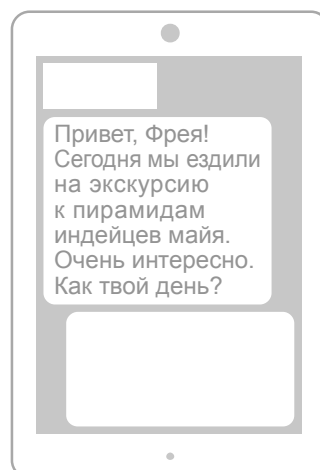 Привет, Фрея!
Сегодня мы ездили
на экскурсию
к пирамидам
индейцев майя.
Очень интересно.
Как твой день?